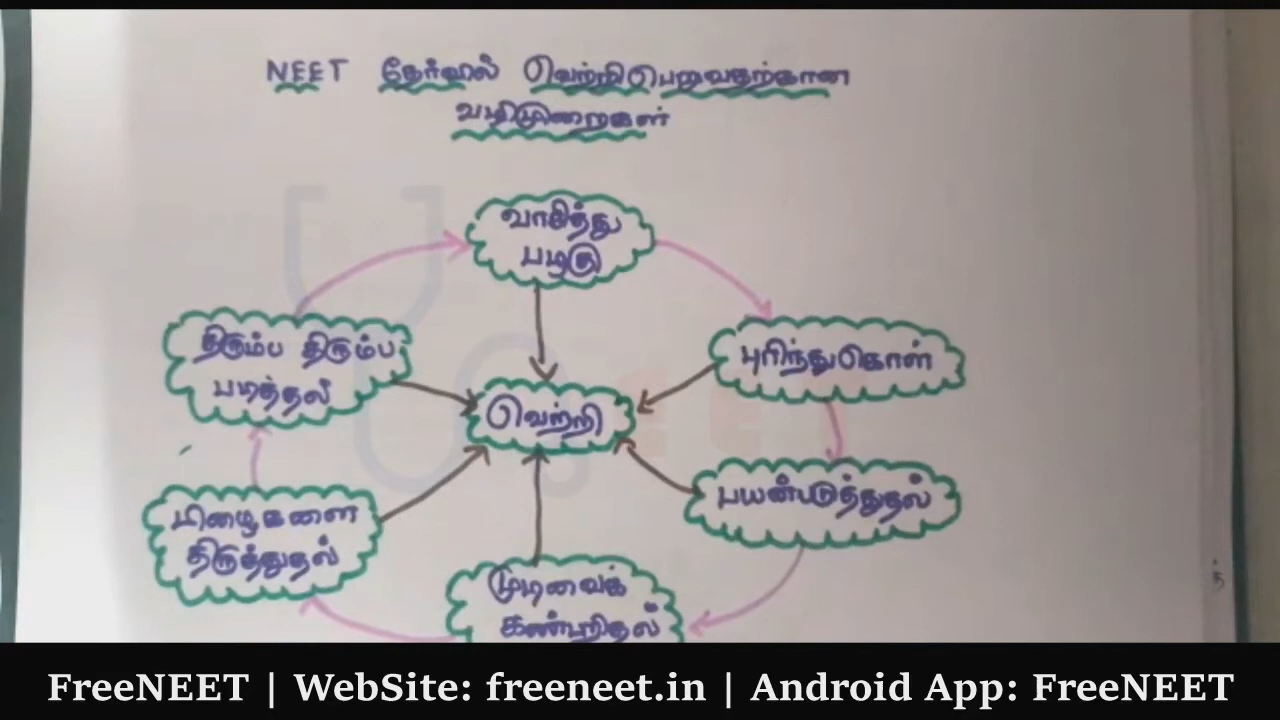 NEET தேர்வில் வெற்றிபெறுவதற்கான
வழிமுறைகள்
வாசித்து
பழகு
புரிந்துகொள்
பயன்படுத்துதல்
முடிவைக்
கண்டறிதல்
பிழைகளை
திருத்துதல்
திரும்ப திரும்ப
படித்தல்
வெற்றி
FreeNEET | WebSite: freeneet.in | Android App: FreeNEET